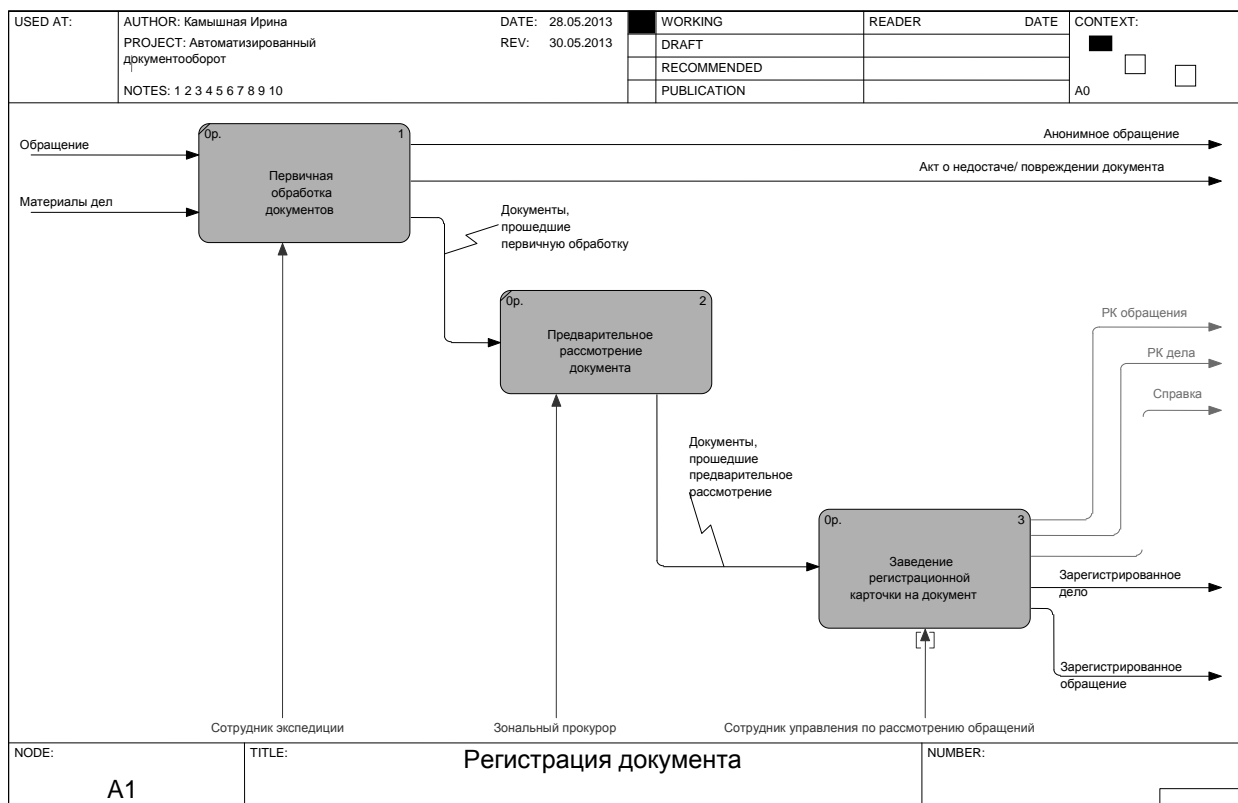 USED AT:
AUTHOR: Камышная Ирина
DATE: 28.05.2013
WORKING
READER
DATE
CONTEXT:
PROJECT: Автоматизированный
документооборот
REV: 30.05.2013
DRAFT
RECOMMENDED
NOTES: 1 2 3 4 5 6 7 8 9 10
PUBLICATION
A0
0р.
1
Обращение
Первичная
обработка
документов
Материалы дел
Анонимное обращение
Акт о недостаче/ повреждении документа
Документы,
прошедшие
первичную обработку
0р.
2
Предварительное
рассмотрение
документа
РК обращения
РК дела
Справка
Документы,
прошедшие
предварительное
рассмотрение
0р.
3
Заведение
регистрационной
карточки на документ
Зарегистрированное
дело
Зарегистрированное
обращение
Сотрудник экспедиции
Зональный прокурор
Сотрудник управления по рассмотрению обращений
NODE:
TITLE:
Регистрация документа
NUMBER:
A1